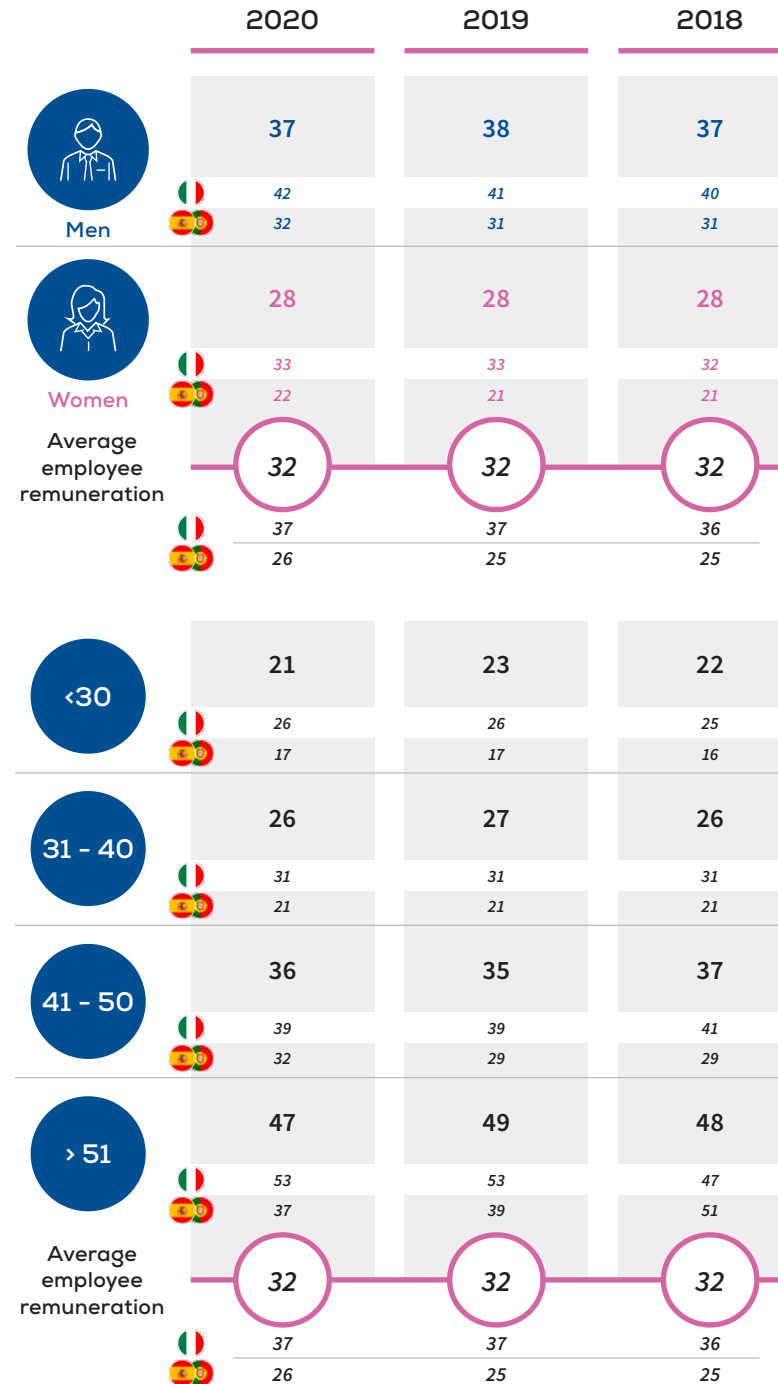 2020 2019 2018
37 38 37
42 41 40
Men 32 31 31
28 28 28
33 33 32
Women 22 21 21
Average
employee
remuneration
32 32 32
37 37 36
26 25 25
<30 21 23 22
26 26 25
17 17 16
31 - 40 26 27 26
31 31 31
21 21 21
41 - 50 36 35 37
39 39 41
32 29 29
> 51 47 49 48
53 53 47
37 39 51
Average
employee
remuneration
32 32 32
37 37 36
26 25 25